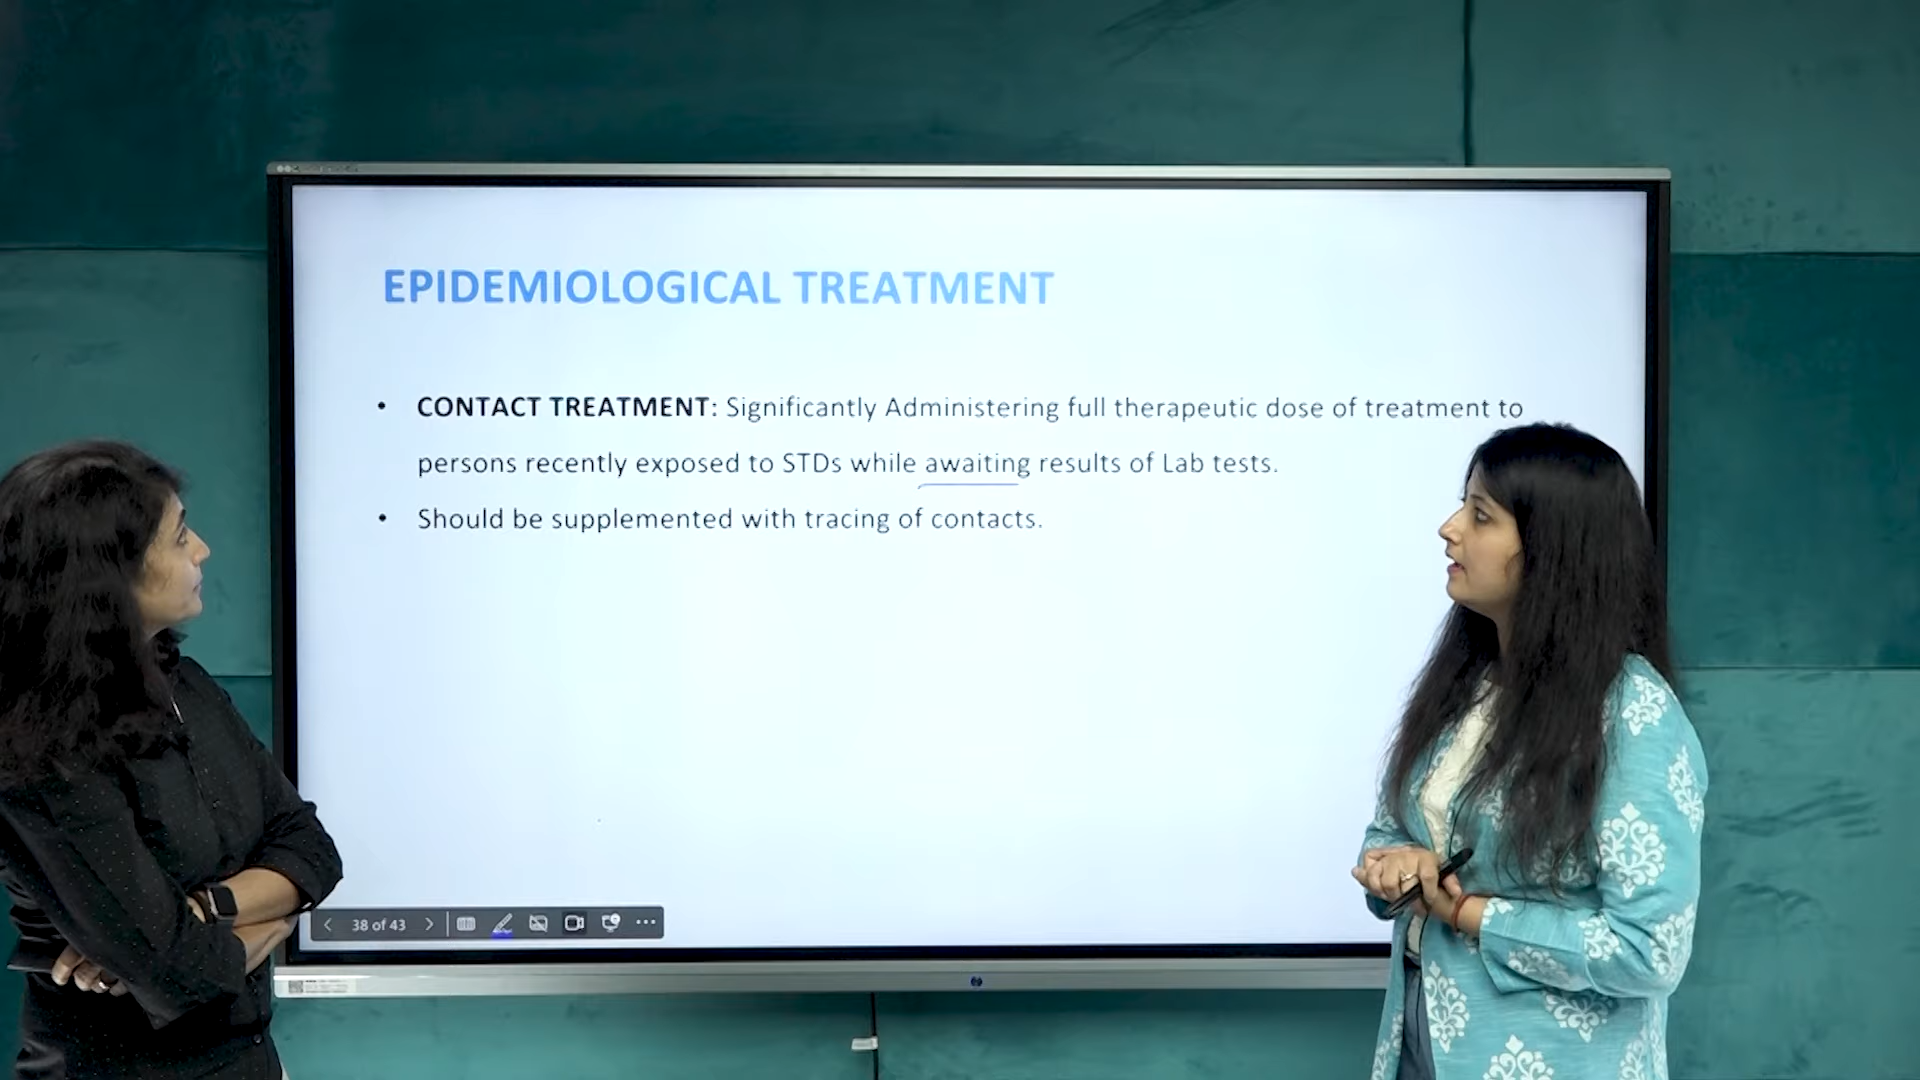 EPIDEMIOLOGICAL TREATMENT
• CONTACT TREATMENT: Significantly Administering full therapeutic dose of treatment to
persons recently exposed to STDs while awaiting results of Lab tests.
• Should be supplemented with tracing of contacts.
38 of 43